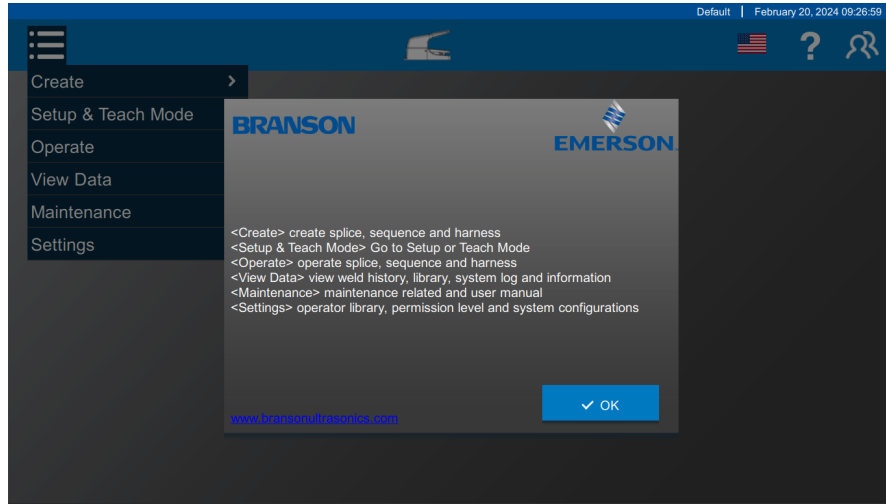 Default February 20, 2024 09:26:59
?
Create >
Setup & Teach Mode
Operate
View Data
Maintenance
Settings
BRANSON
EMERSON.
<Create> create splice, sequence and harness
<Setup & Teach Mode> Go to Setup or Teach Mode
<Operate> operate splice, sequence and harness
<View Data> view weld history, library, system log and information
<Maintenance> maintenance related and user manual
<Settings> operator library, permission level and system configurations
www.bransonultrasonics.com
OK